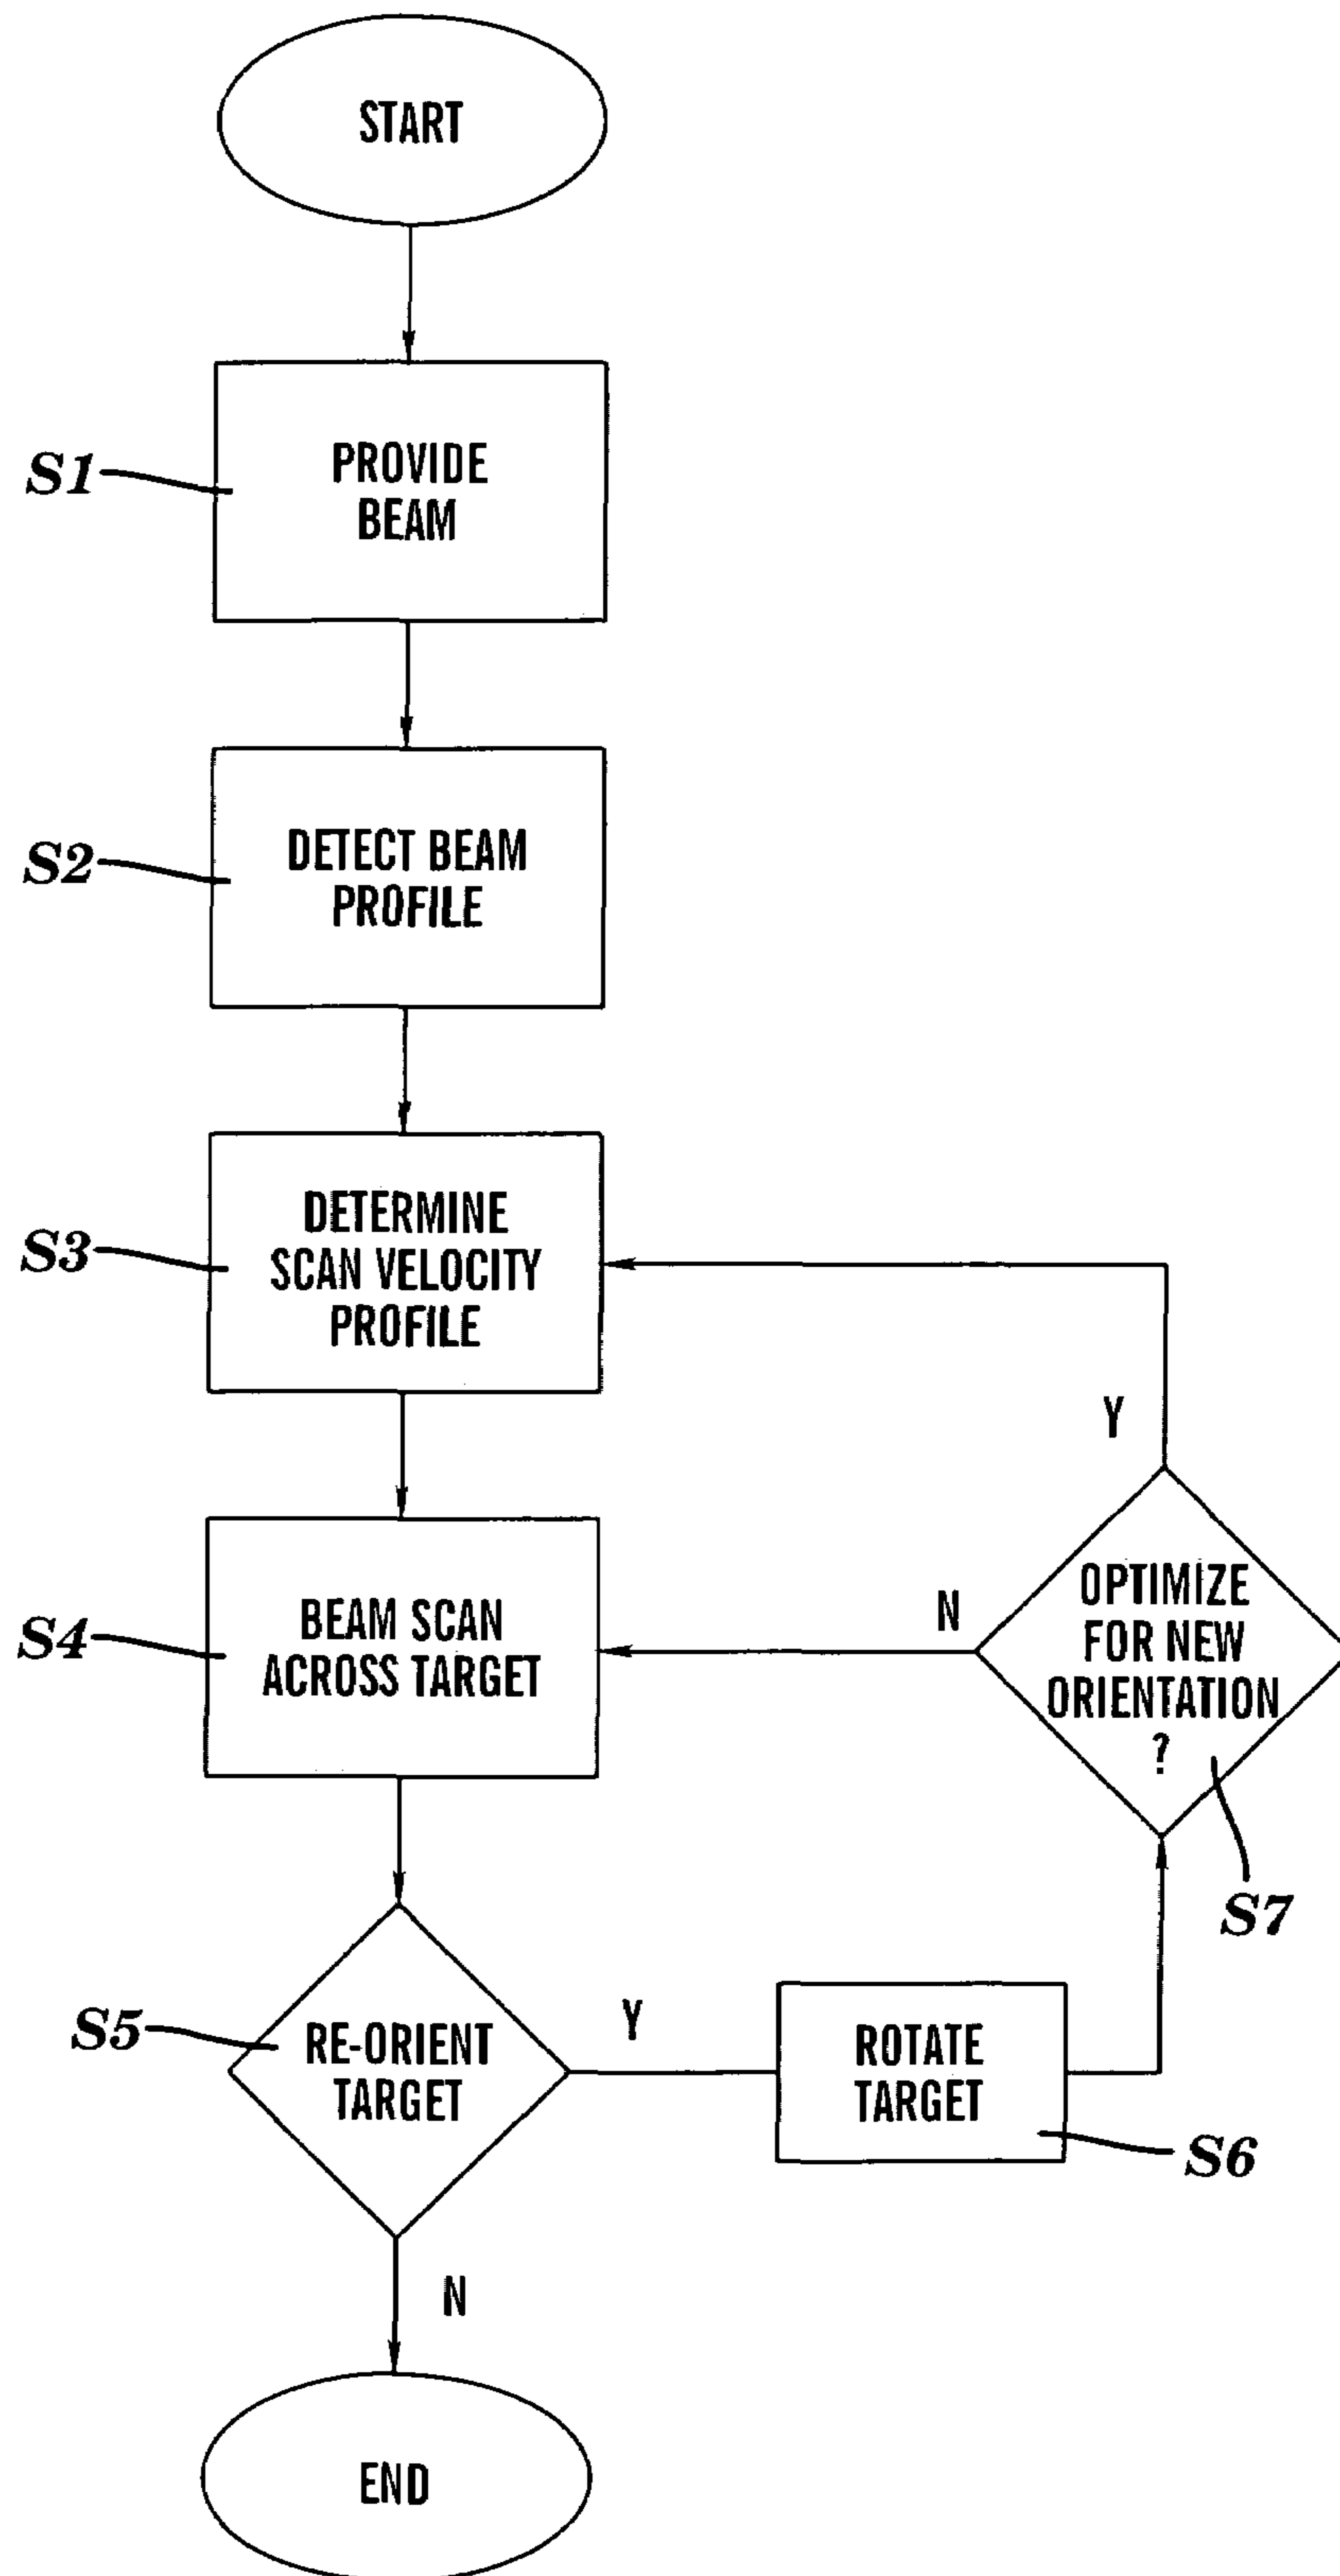 START
S1
PROVIDE
BEAM
S2
DETECT BEAM
PROFILE
S3
DETERMINE
SCAN VELOCITY
PROFILE
Y
S4
BEAM SCAN
ACROSS TARGET
N
OPTIMIZE
FOR NEW
ORIENTATION
?
S7
S5
RE-ORIENT
TARGET
Y
ROTATE
TARGET
S6
N
END